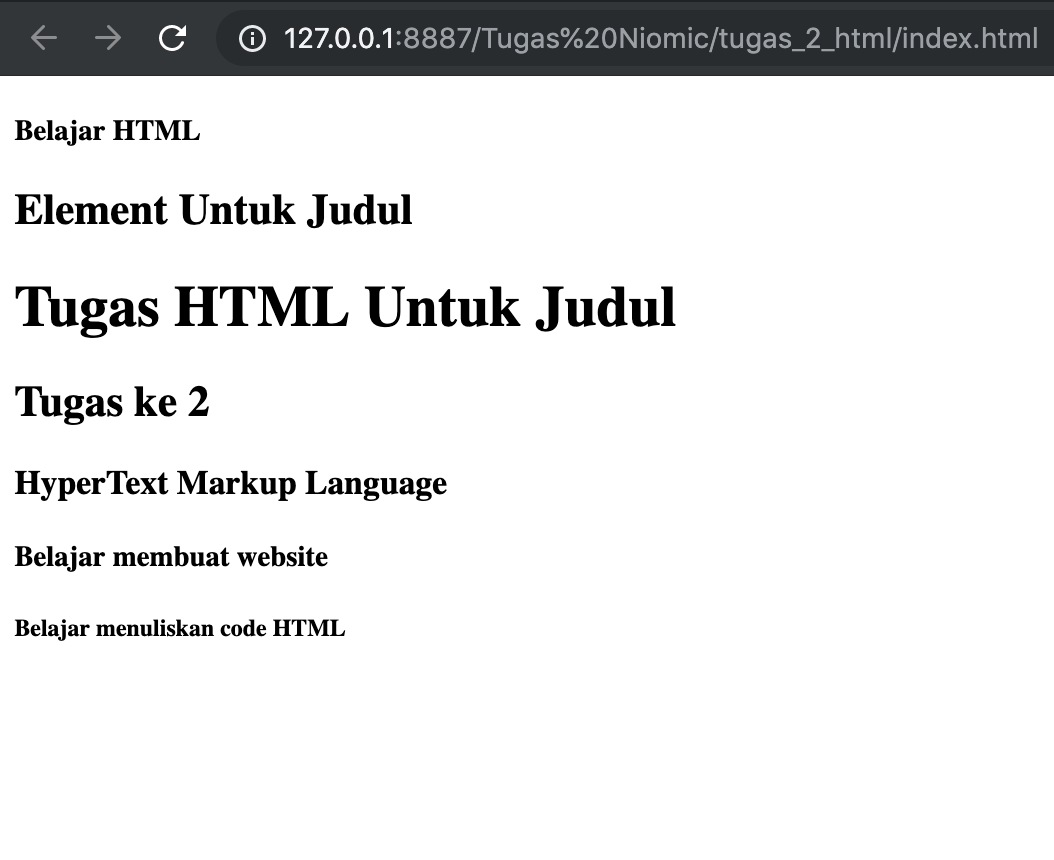 127.0.0.1:8887/Tugas%20Niomic/tugas_2_html/index.html
Belajar HTML
Element Untuk Judul
Tugas HTML Untuk Judul
Tugas ke 2
HyperText Markup Language
Belajar membuat website
Belajar menuliskan code HTML